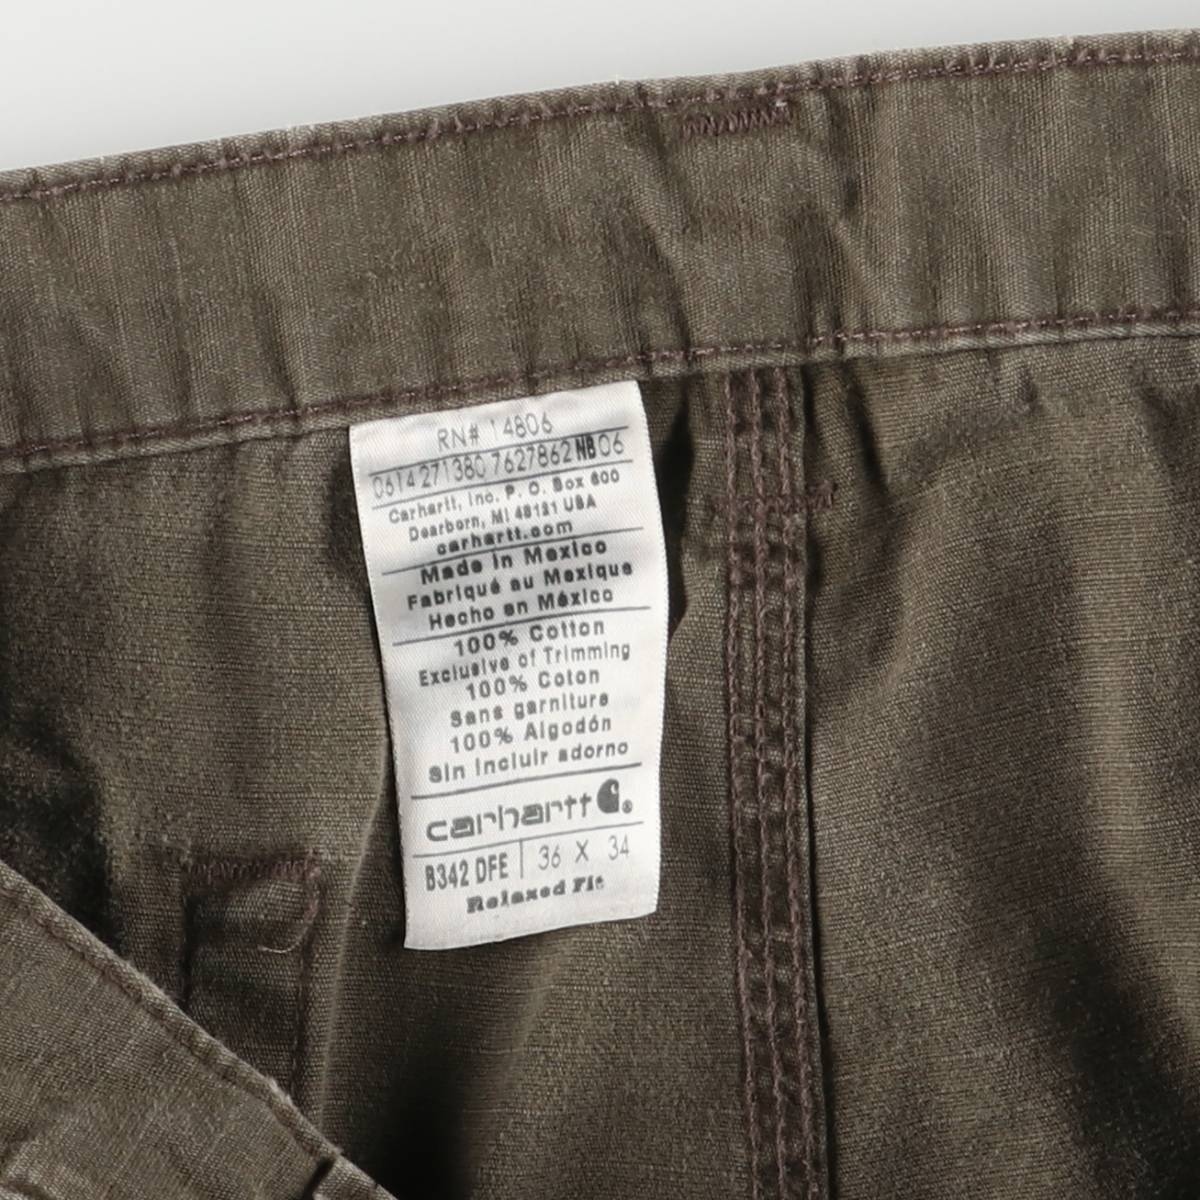 RN# 14806
0614 271380 7627862 NB 06
Carhartt, Inc. P. O. Box 600
Dearborn, MI 48121 USA
carhartt.com
Made in Mexico
Fabriqué au Mexique
Hecho en México
100% Cotton
Exclusive of Trimming
100% Coton
Sans garniture
100% Algodón
Sin incluir adorno
carhartt®
B342 DFE | 36 X 34
Relaxed Fit